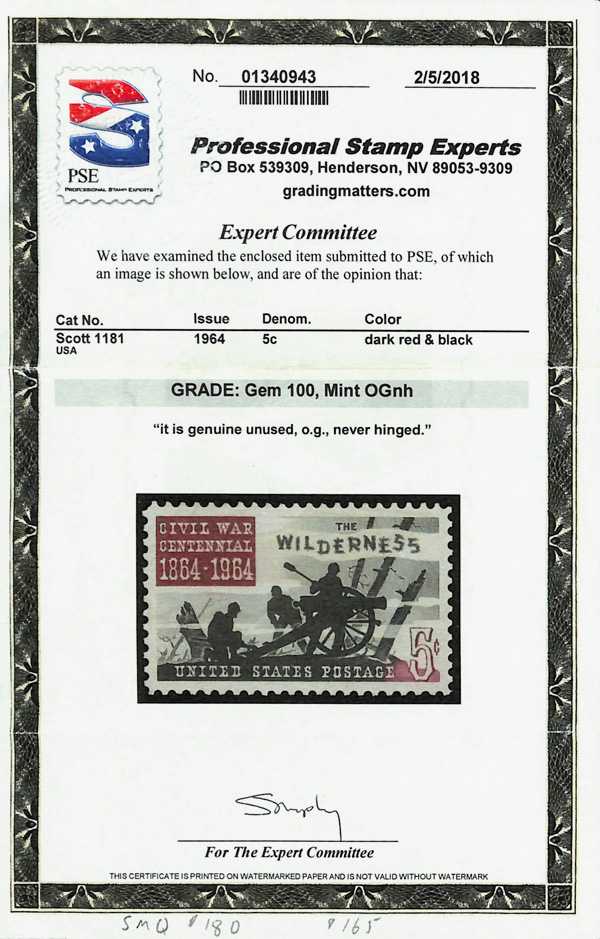 No. 01340943 2/5/2018
PSE
PROFESSIONAL STAMP EXPERTS
Professional Stamp Experts
PO Box 539309, Henderson, NV 89053-9309
gradingmatters.com
Expert Committee
We have examined the enclosed item submitted to PSE, of which
an image is shown below, and are of the opinion that:
Cat No. Issue Denom. Color
Scott 1181 1964 5c dark red & black
USA
GRADE: Gem 100, Mint OGnh
“it is genuine unused, o.g., never hinged.”
CIVIL WAR
CENTENNIAL
1864-1964
THE
WILDERNESS
5c
UNITED STATES POSTAGE
For The Expert Committee
THIS CERTIFICATE IS PRINTED ON WATERMARKED PAPER AND IS NOT VALID WITHOUT WATERMARK
SMQ $180 $165